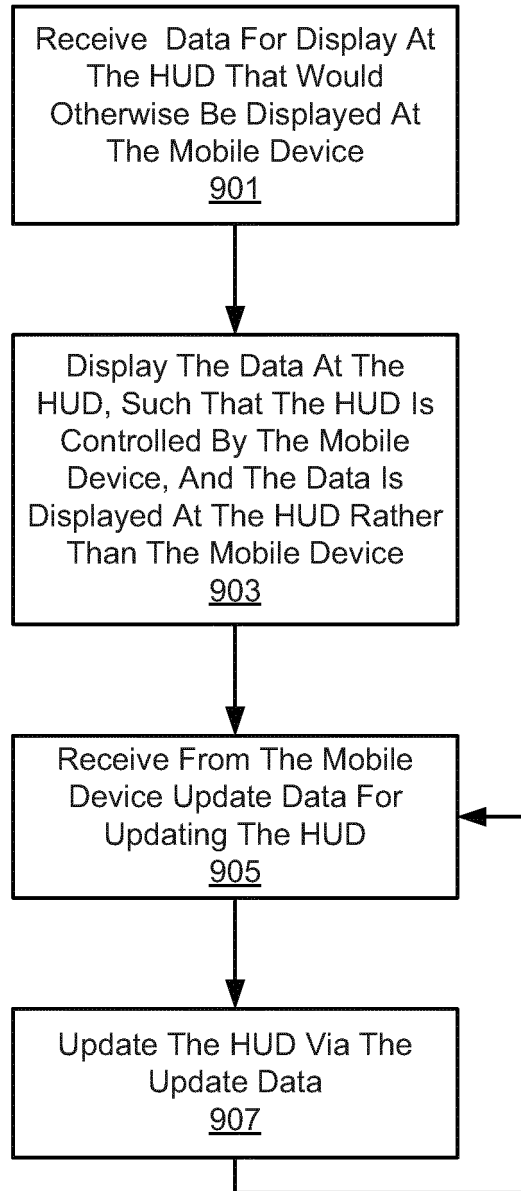 Receive Data For Display At
The HUD That Would
Otherwise Be Displayed At
The Mobile Device
901
Display The Data At The
HUD, Such That The HUD Is
Controlled By The Mobile
Device, And The Data Is
Displayed At The HUD Rather
Than The Mobile Device
903
Receive From The Mobile
Device Update Data For
Updating The HUD
905
Update The HUD Via The
Update Data
907